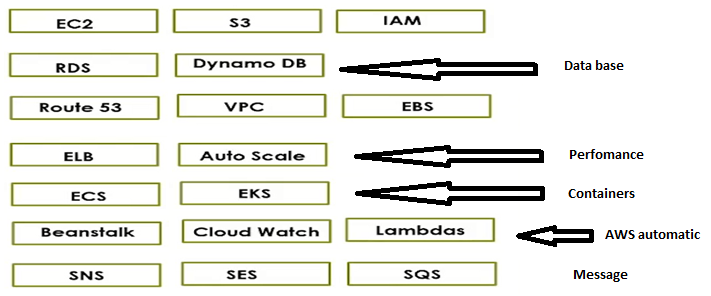 EC2 S3 IAM
RDS Dynamo DB Data base
Route 53 VPC EBS
ELB Auto Scale Perfomance
ECS EKS Containers
Beanstalk Cloud Watch Lambdas AWS automatic
SNS SES SQS Message